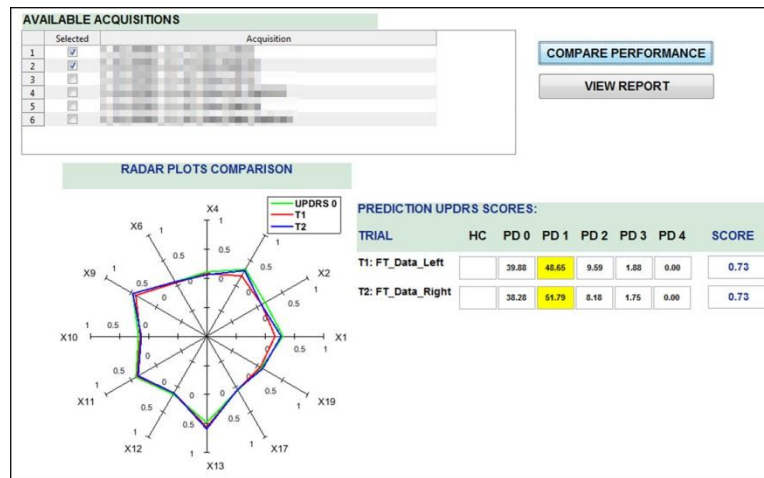 AVAILABLE ACQUISITIONS
Selected Acquisition
1
2
3
4
5
6
COMPARE PERFORMANCE
VIEW REPORT
RADAR PLOTS COMPARISON
UPDRS 0
T1
T2
X4
X6
X2
X9
X10
X1
X11
X19
X12
X17
X13
1
0.5
0
PREDICTION UPDRS SCORES:
TRIAL HC PD 0 PD 1 PD 2 PD 3 PD 4 SCORE
T1: FT_Data_Left 39.88 48.65 9.59 1.88 0.00 0.73
T2: FT_Data_Right 38.28 51.79 8.18 1.75 0.00 0.73